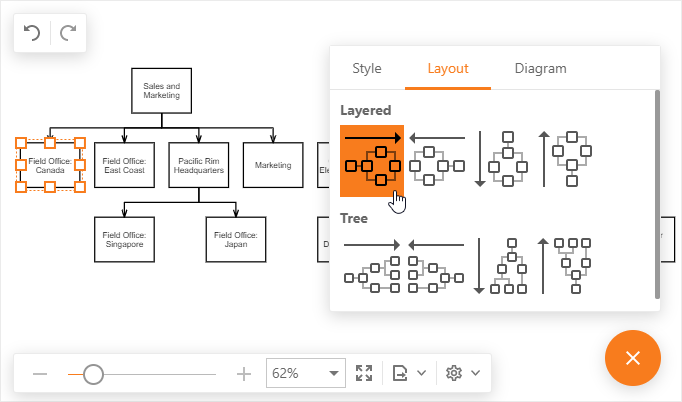 Style
Layout
Diagram
Layered
Tree
Sales and
Marketing
Field Office:
Canada
Field Office:
East Coast
Pacific Rim
Headquarters
Marketing
Field Office:
Singapore
Field Office:
Japan
62%